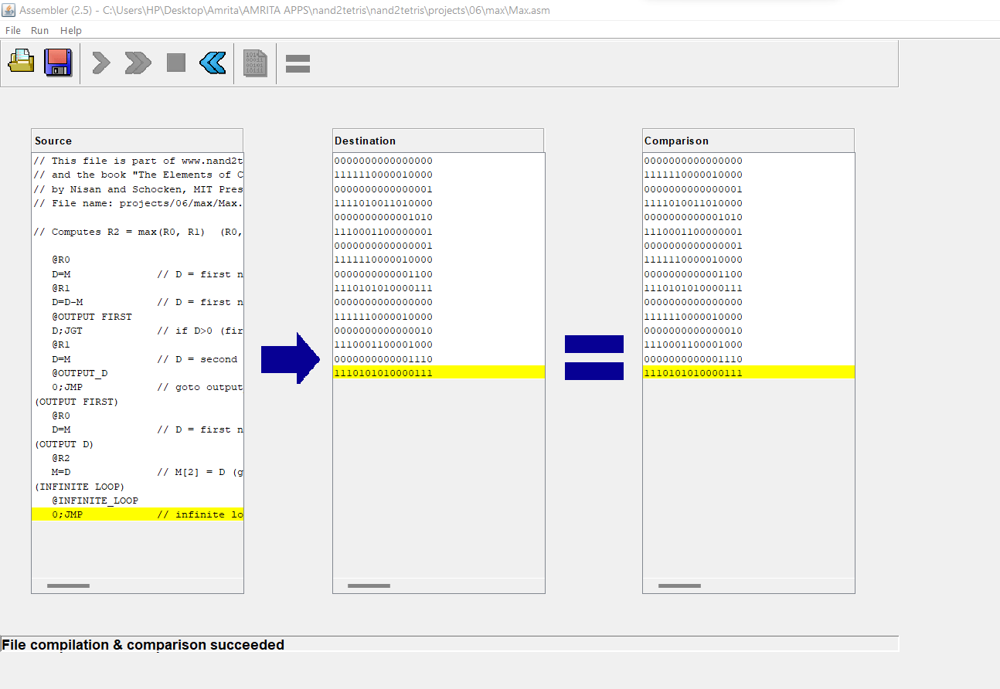 Assembler (2.5) - C:\Users\HP\Desktop\Amrita\AMRITA APPS\nand2tetris\nand2tetris\projects\06\max\Max.asm
File Run Help
Source
// This file is part of www.nand2t
// and the book "The Elements of C
// by Nisan and Schocken, MIT Pres
// File name: projects/06/max/Max.
// Computes R2 = max(R0, R1)  (R0,
@R0
D=M // D = first n
@R1
D=D-M // D = first n
@OUTPUT FIRST
D;JGT // if D>0 (fir
@R1
D=M // D = second
@OUTPUT_D
0;JMP // goto output
(OUTPUT FIRST)
@R0
D=M // D = first n
(OUTPUT D)
@R2
M=D // M[2] = D (g
(INFINITE LOOP)
@INFINITE_LOOP
0;JMP // infinite lo
Destination
0000000000000000
1111110000010000
0000000000000001
1111010011010000
0000000000001010
1110001100000001
0000000000000001
1111110000010000
0000000000001100
1110101010000111
0000000000000000
1111110000010000
0000000000000010
1110001100001000
0000000000001110
1110101010000111
Comparison
0000000000000000
1111110000010000
0000000000000001
1111010011010000
0000000000001010
1110001100000001
0000000000000001
1111110000010000
0000000000001100
1110101010000111
0000000000000000
1111110000010000
0000000000000010
1110001100001000
0000000000001110
1110101010000111
File compilation & comparison succeeded